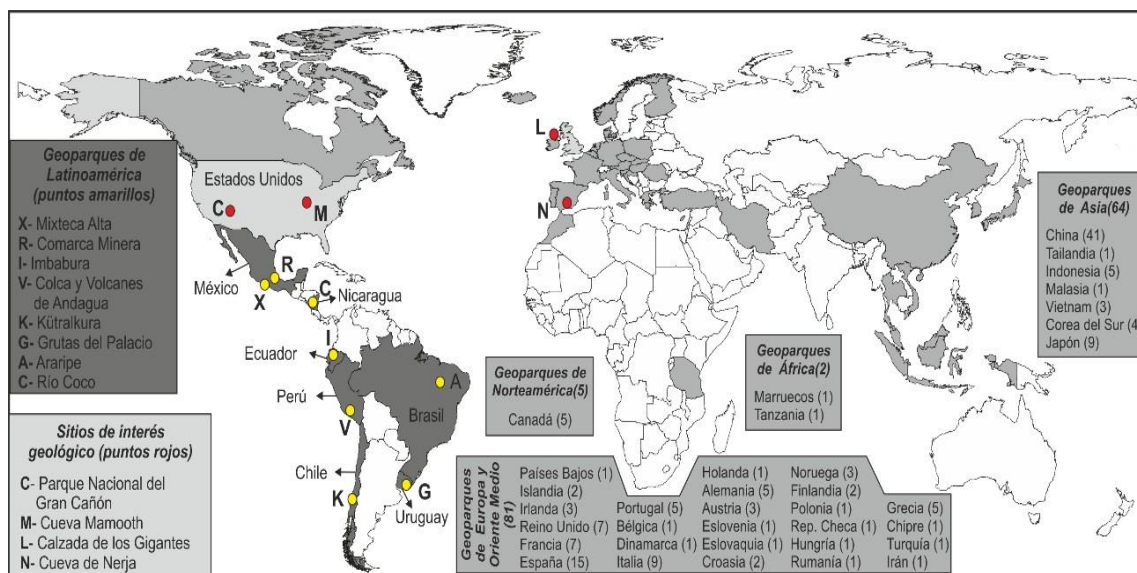 Geoparques de
Latinoamérica
(puntos amarillos)
X- Mixteca Alta
R- Comarca Minera
I- Imbabura
V- Colca y Volcanes
de Andagua
K- Kütralkura
G- Grutas del Palacio
A- Araripe
C- Río Coco
Sitios de interés
geológico (puntos rojos)
C- Parque Nacional del
Gran Cañón
M- Cueva Mamooth
L- Calzada de los Gigantes
N- Cueva de Nerja
Estados Unidos
C
M
México
R
X
C
Nicaragua
I
Ecuador
Perú
A
Brasil
V
Chile
K
G
Uruguay
L
N
Geoparques de
Norteamérica(5)
Canadá (5)
Geoparques
de África(2)
Marruecos (1)
Tanzania (1)
Geoparques
de Asia(64)
China (41)
Tailandia (1)
Indonesia (5)
Malasia (1)
Vietnam (3)
Corea del Sur (4
Japón (9)
Geoparques
de Europa y
Oriente Medio
(81)
Países Bajos (1)
Islandia (2)
Irlanda (3)
Reino Unido (7)
Francia (7)
España (15)
Portugal (5)
Bélgica (1)
Dinamarca (1)
Italia (9)
Holanda (1)
Alemania (5)
Austria (3)
Eslovenia (1)
Eslovaquia (1)
Croasia (2)
Noruega (3)
Finlandia (2)
Polonia (1)
Rep. Checa (1)
Hungría (1)
Rumanía (1)
Grecia (5)
Chipre (1)
Turquía (1)
Irán (1)